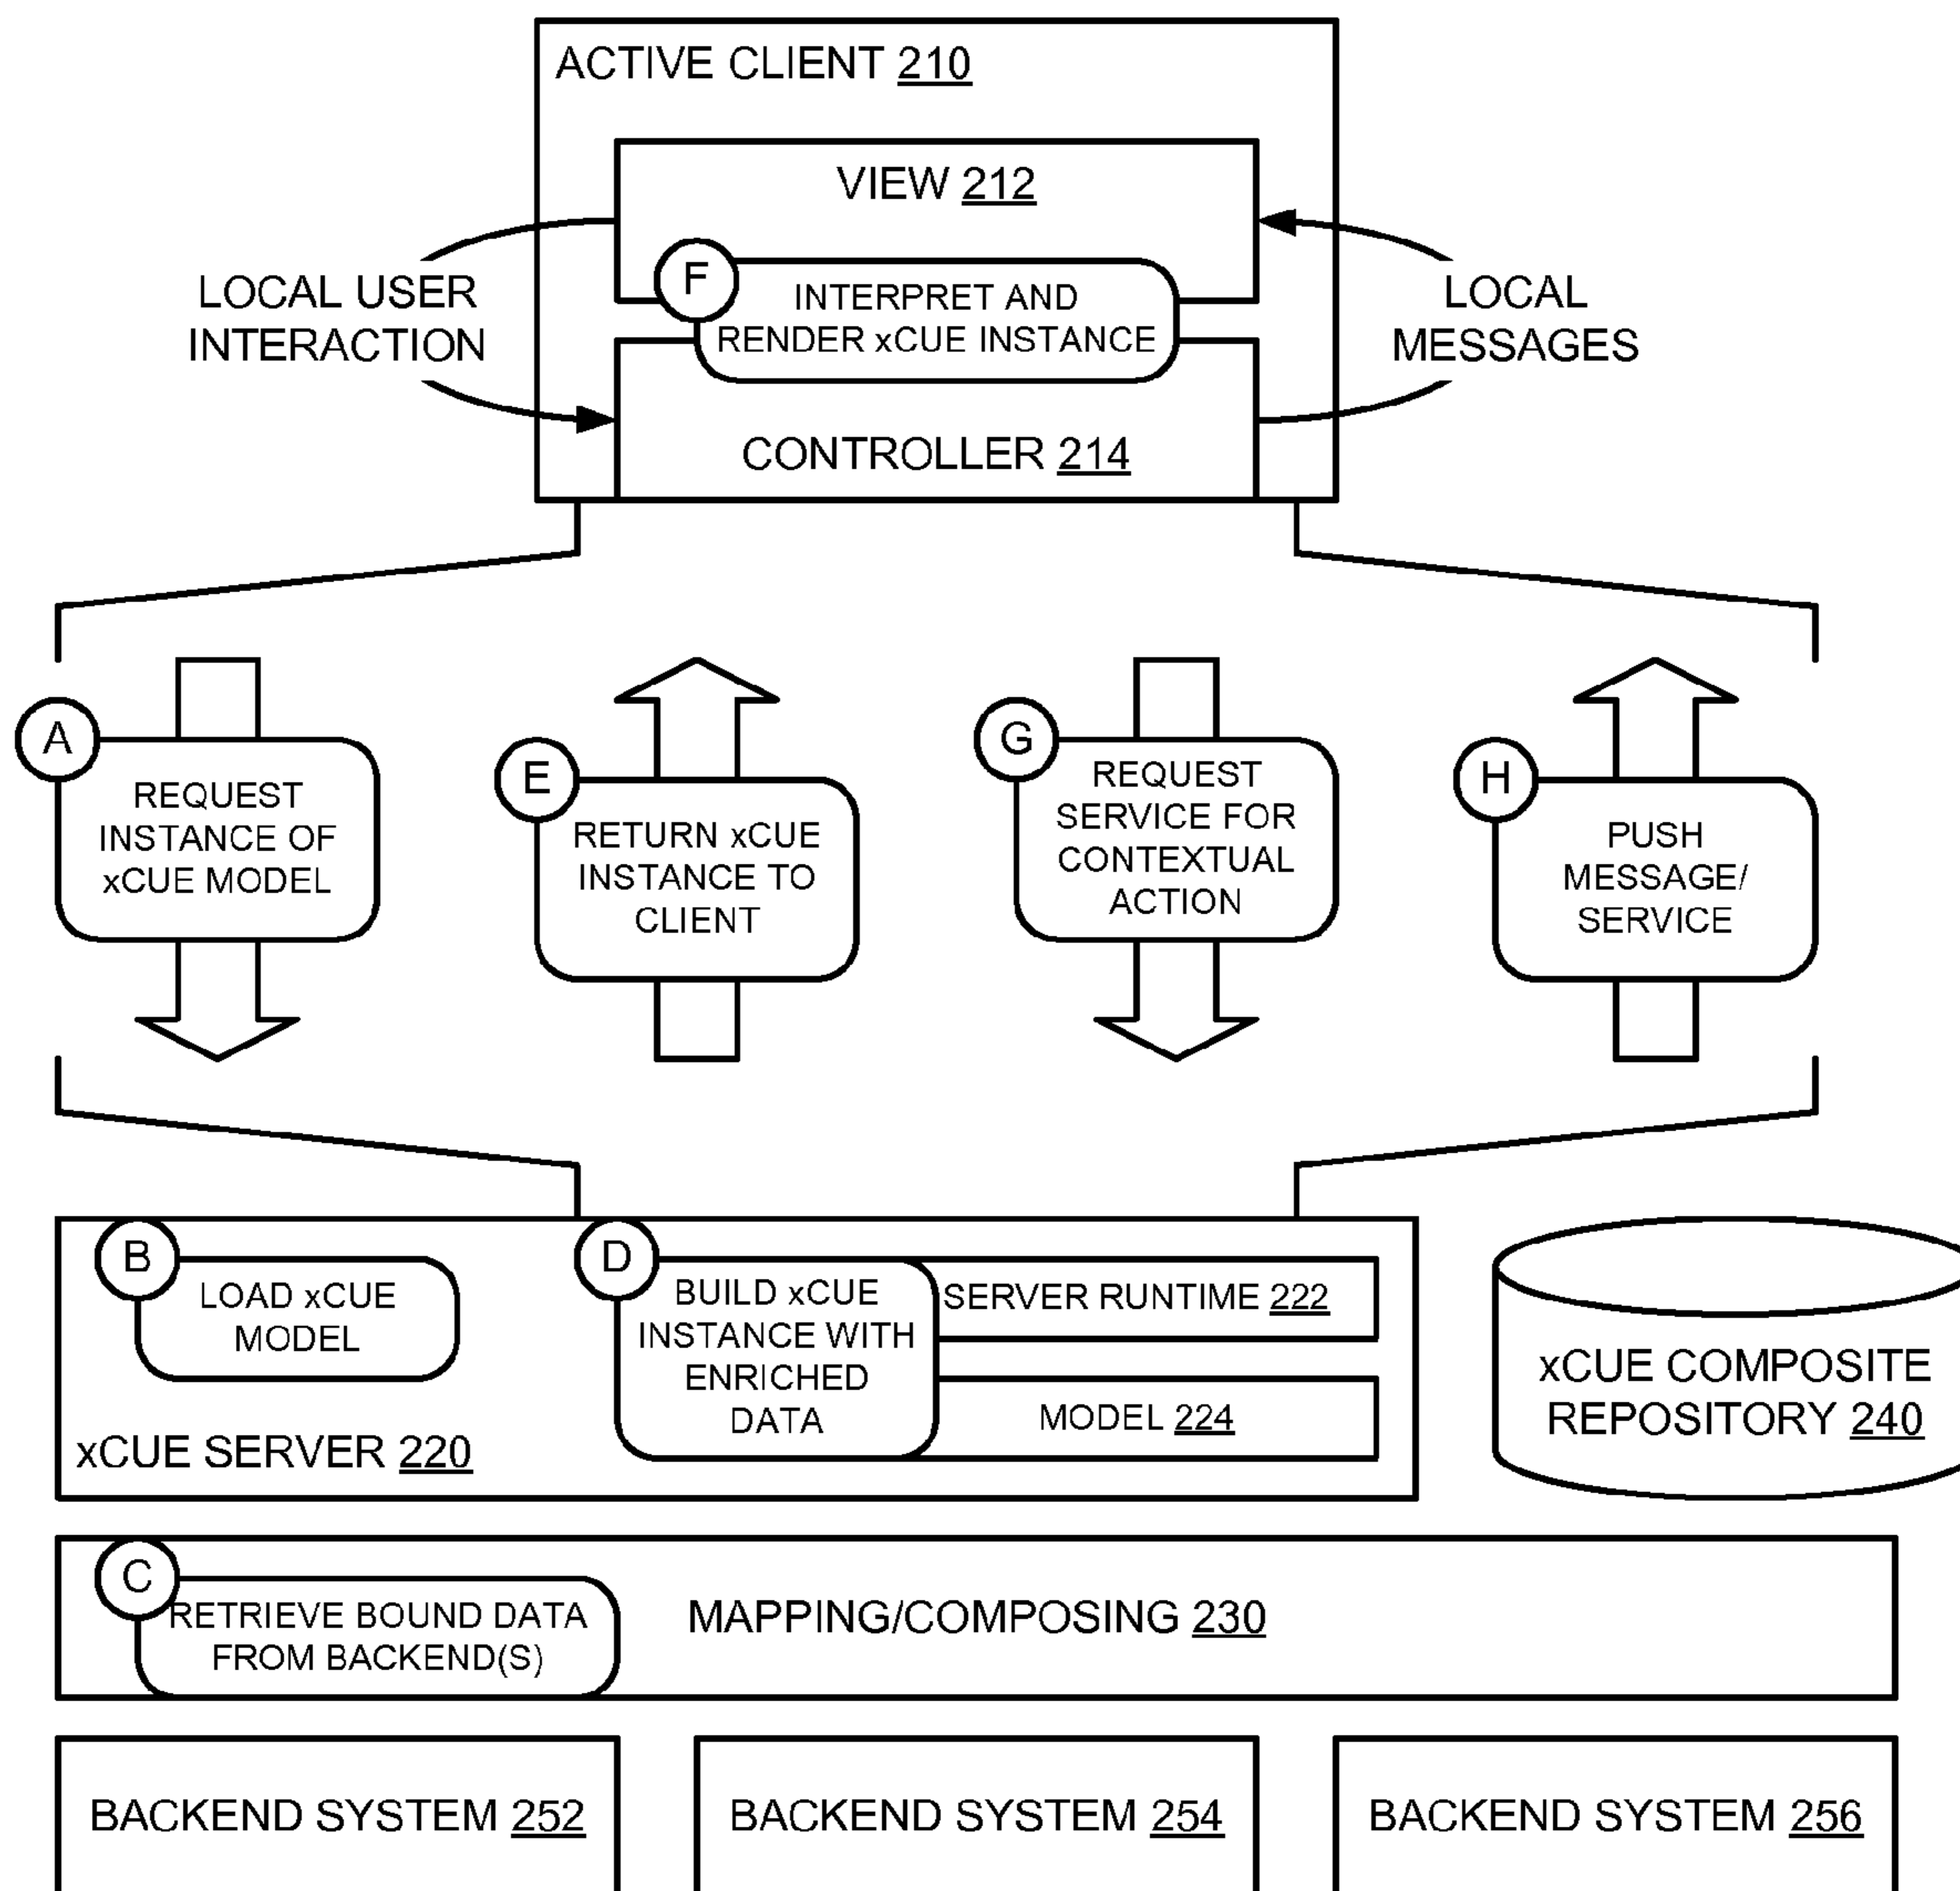 ACTIVE CLIENT 210
VIEW 212
F
INTERPRET AND
RENDER xCUE INSTANCE
LOCAL USER
INTERACTION
LOCAL
MESSAGES
CONTROLLER 214
A
REQUEST
INSTANCE OF
xCUE MODEL
E
RETURN xCUE
INSTANCE TO
CLIENT
G
REQUEST
SERVICE FOR
CONTEXTUAL
ACTION
H
PUSH
MESSAGE/
SERVICE
B
LOAD xCUE
MODEL
xCUE SERVER 220
D
BUILD xCUE
INSTANCE WITH
ENRICHED
DATA
SERVER RUNTIME 222
MODEL 224
xCUE COMPOSITE
REPOSITORY 240
C
RETRIEVE BOUND DATA
FROM BACKEND(S)
MAPPING/COMPOSING 230
BACKEND SYSTEM 252
BACKEND SYSTEM 254
BACKEND SYSTEM 256